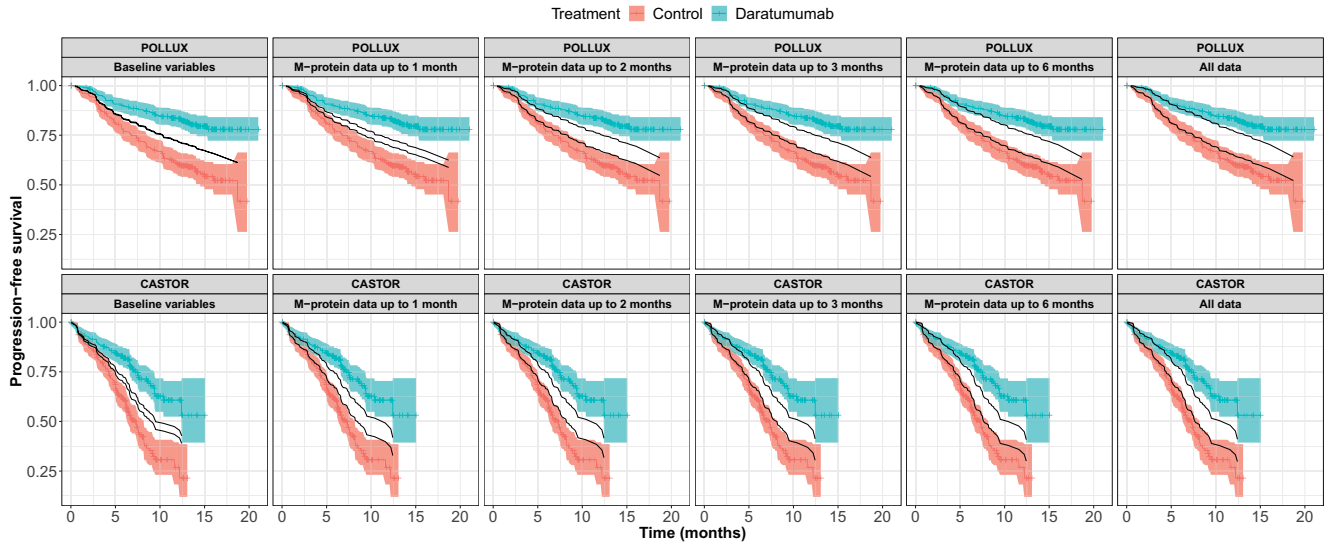 Treatment Control Daratumumab
POLLUX POLLUX POLLUX POLLUX POLLUX POLLUX
Baseline variables M−protein data up to 1 month M−protein data up to 2 months M−protein data up to 3 months M−protein data up to 6 months All data
1.00
0.75
0.50
0.25
Progression−free survival
CASTOR CASTOR CASTOR CASTOR CASTOR CASTOR
Baseline variables M−protein data up to 1 month M−protein data up to 2 months M−protein data up to 3 months M−protein data up to 6 months All data
1.00
0.75
0.50
0.25
0 5 10 15 20 0 5 10 15 20 0 5 10 15 20 0 5 10 15 20 0 5 10 15 20 0 5 10 15 20
Time (months)